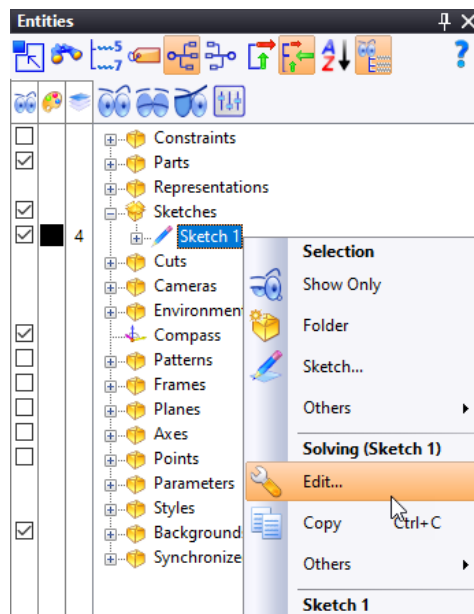 Entities
Constraints
Parts
Representations
Sketches
4 Sketch 1
Cuts
Cameras
Environmen
Compass
Patterns
Frames
Planes
Axes
Points
Parameters
Styles
Background
Synchronize
Selection
Show Only
Folder
Sketch...
Others
Solving (Sketch 1)
Edit...
Copy Ctrl+C
Others
Sketch 1